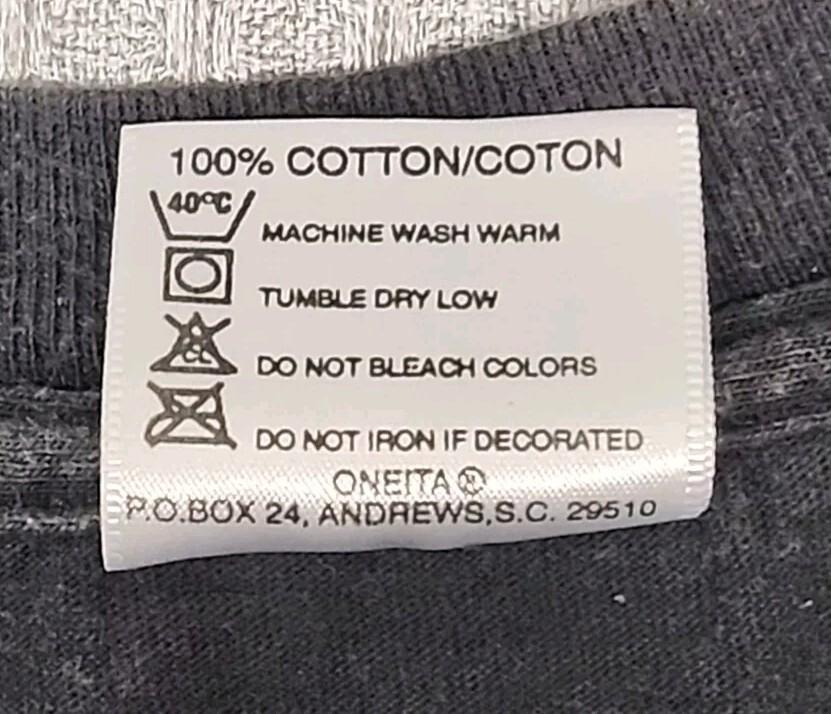 100% COTTON/COTON
40°C
MACHINE WASH WARM
TUMBLE DRY LOW
CL
DO NOT BLEACH COLORS
DO NOT IRON IF DECORATED
ONEITA ®
P.O.BOX 24, ANDREWS,S.C. 29510